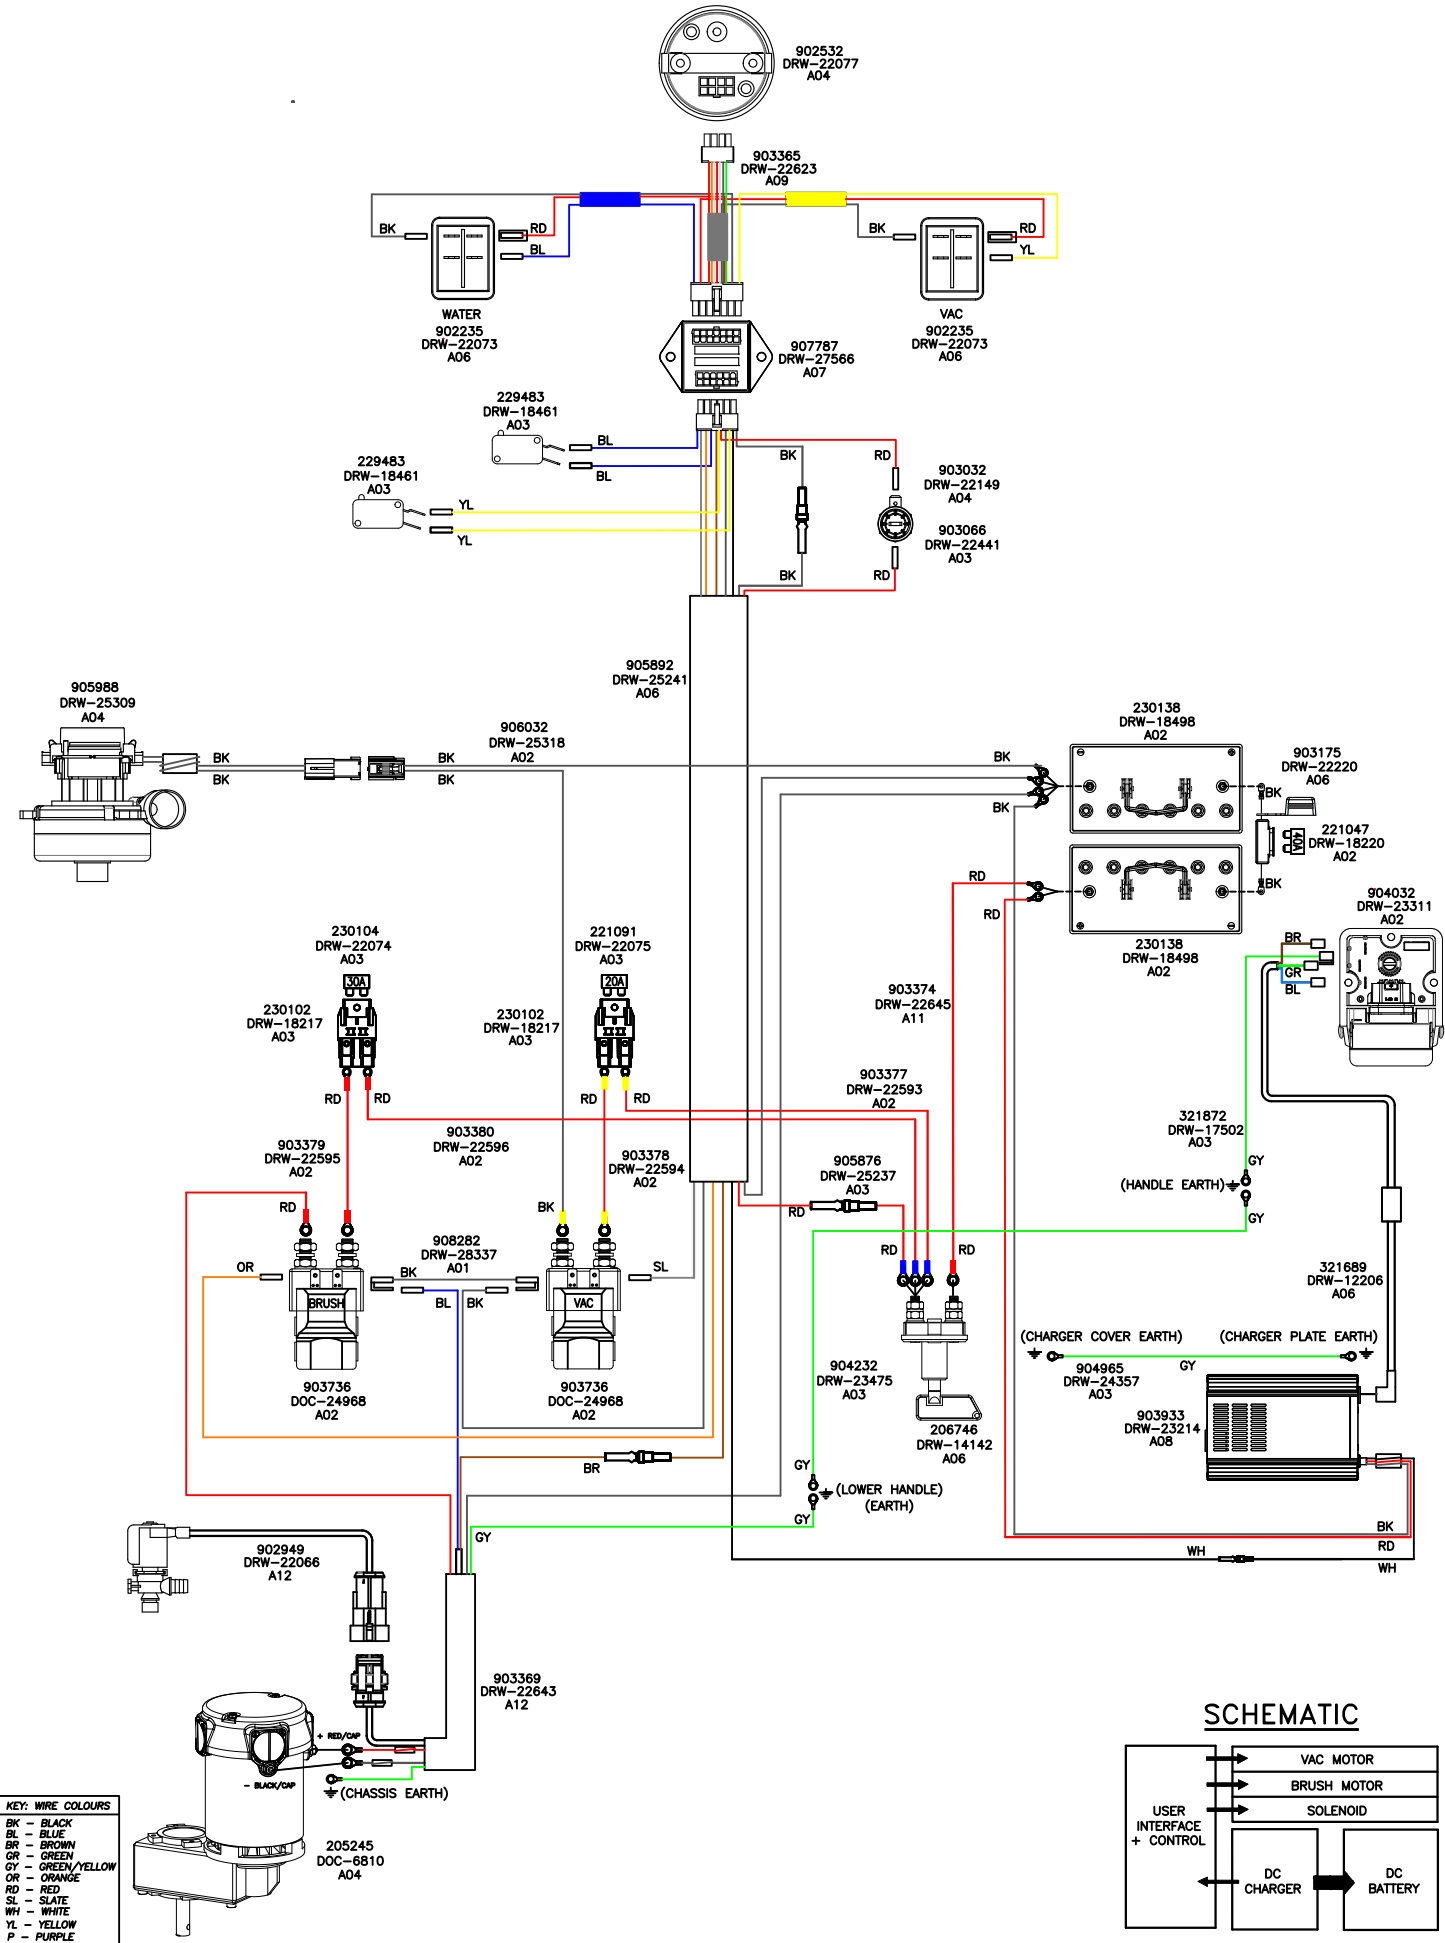 902532
DRW-22077
A04
903365
DRW-22623
A09
BK
RD
BL
BK
RD
YL
WATER
902235
DRW-22073
A06
VAC
902235
DRW-22073
A06
907787
DRW-27566
A07
229483
DRW-18461
A03
BL
BL
229483
DRW-18461
A03
YL
YL
BK
RD
903032
DRW-22149
A04
903066
DRW-22441
A03
BK
RD
905892
DRW-25241
A06
905988
DRW-25309
A04
BK
BK
906032
DRW-25318
A02
BK
BK
230138
DRW-18498
A02
BK
BK
903175
DRW-22220
A06
BK
40A
221047
DRW-18220
A02
BK
RD
RD
230138
DRW-18498
A02
904032
DRW-23311
A02
BR
GR
BL
230104
DRW-22074
A03
30A
230102
DRW-18217
A03
RD
RD
221091
DRW-22075
A03
20A
230102
DRW-18217
A03
RD
RD
903374
DRW-22645
A11
903377
DRW-22593
A02
903379
DRW-22595
A02
903380
DRW-22596
A02
903378
DRW-22594
A02
905876
DRW-25237
A03
321872
DRW-17502
A03
GY
(HANDLE EARTH)
GY
RD
BK
RD
RD
RD
OR
908282
DRW-28337
A01
BK
BL
BK
SL
BRUSH
VAC
903736
DOC-24968
A02
903736
DOC-24968
A02
321689
DRW-12206
A06
(CHARGER COVER EARTH)
(CHARGER PLATE EARTH)
GY
904965
DRW-24357
A03
904232
DRW-23475
A03
206746
DRW-14142
A06
903933
DRW-23214
A08
BR
GY
(LOWER HANDLE)
(EARTH)
GY
GY
BK
RD
WH
WH
902949
DRW-22066
A12
903369
DRW-22643
A12
+ RED/CAP
- BLACK/CAP
(CHASSIS EARTH)
205245
DOC-6810
A04
KEY: WIRE COLOURS
BK - BLACK
BL - BLUE
BR - BROWN
GR - GREEN
GY - GREEN/YELLOW
OR - ORANGE
RD - RED
SL - SLATE
WH - WHITE
YL - YELLOW
P - PURPLE
SCHEMATIC
USER
INTERFACE
+ CONTROL
VAC MOTOR
BRUSH MOTOR
SOLENOID
DC
CHARGER
DC
BATTERY